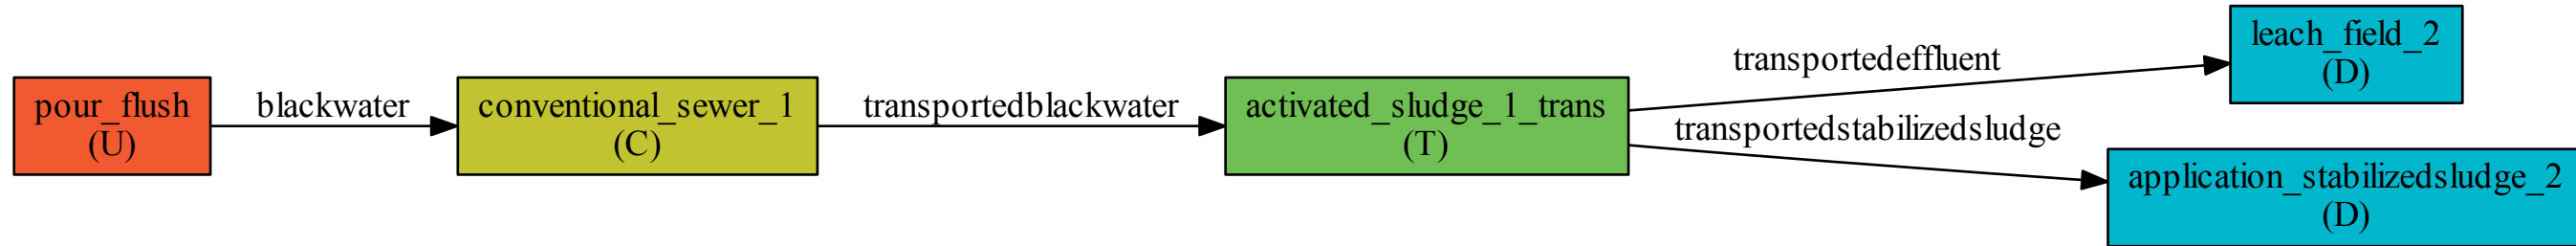 pour_flush
(U)
blackwater
conventional_sewer_1
(C)
transportedblackwater
activated_sludge_1_trans
(T)
transportedeffluent
transportedstabilizedsludge
leach_field_2
(D)
application_stabilizedsludge_2
(D)